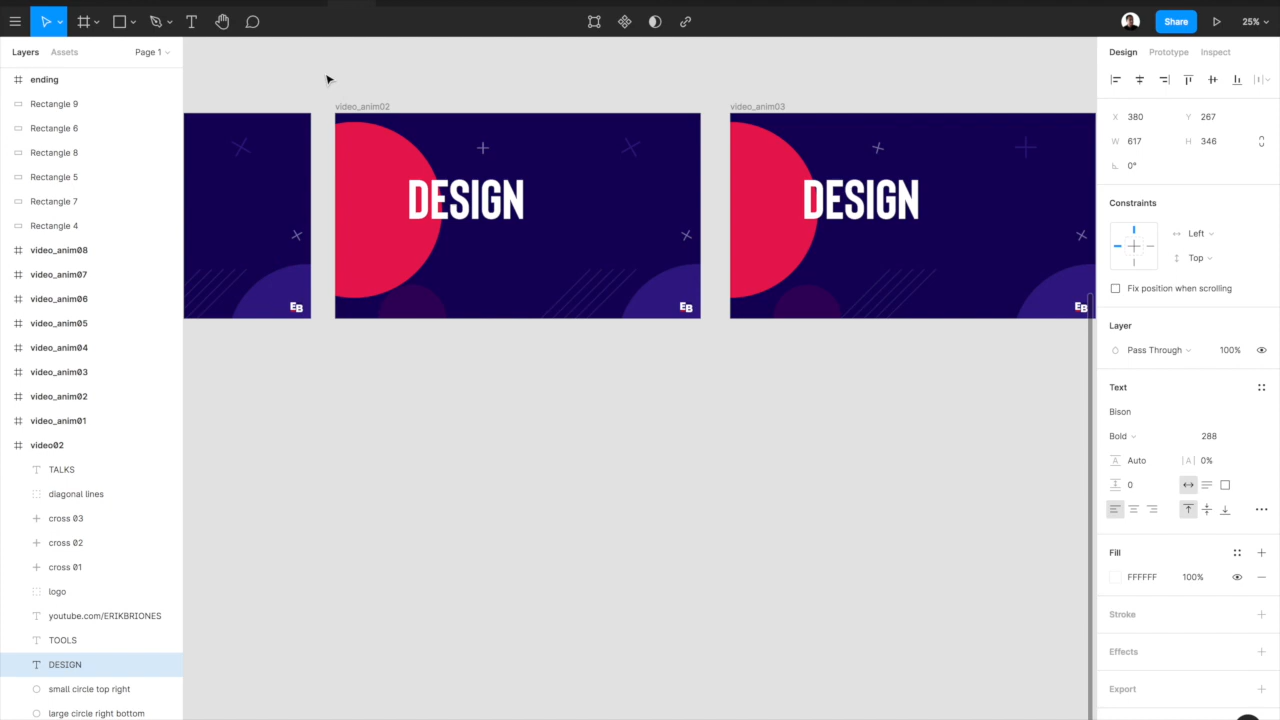 Share
25%
Layers
Assets
Page 1
ending
Rectangle 9
Rectangle 6
Rectangle 8
Rectangle 5
Rectangle 7
Rectangle 4
video_anim08
video_anim07
video_anim06
video_anim05
video_anim04
video_anim03
video_anim02
video_anim01
video02
TALKS
diagonal lines
cross 03
cross 02
cross 01
logo
youtube.com/ERIKBRIONES
TOOLS
DESIGN
small circle top right
large circle right bottom
EB
video_anim02
DESIGN
EB
video_anim03
DESIGN
EB
Design
Prototype
Inspect
X 380 Y 267
W 617 H 346
0°
Constraints
Left
Top
Fix position when scrolling
Layer
Pass Through 100%
Text
Bison
Bold 288
A Auto |A| 0%
0
Fill
FFFFFF 100%
Stroke
Effects
Export